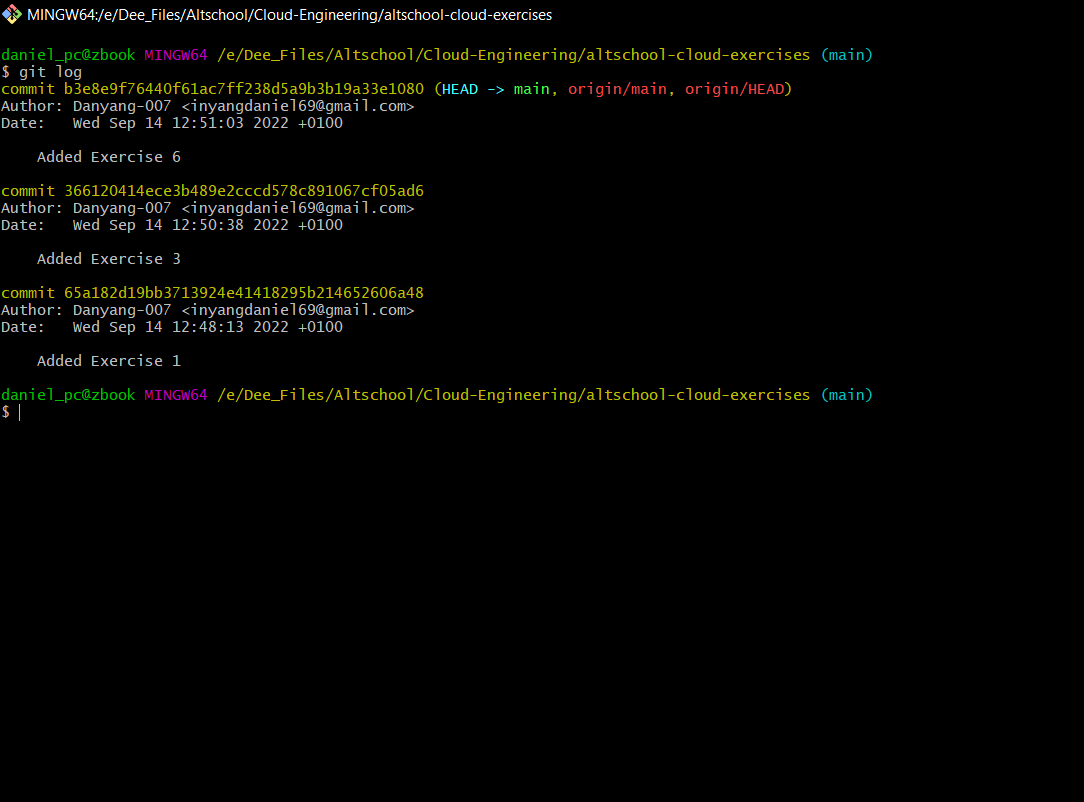 MINGW64:/e/Dee_Files/Altschool/Cloud-Engineering/altschool-cloud-exercises
daniel_pc@zbook MINGW64 /e/Dee_Files/Altschool/Cloud-Engineering/altschool-cloud-exercises (main)
$ git log
commit b3e8e9f76440f61ac7ff238d5a9b3b19a33e1080 (HEAD -> main, origin/main, origin/HEAD)
Author: Danyang-007 <inyangdaniel69@gmail.com>
Date:   Wed Sep 14 12:51:03 2022 +0100
    Added Exercise 6
commit 366120414ece3b489e2cccd578c891067cf05ad6
Author: Danyang-007 <inyangdaniel69@gmail.com>
Date:   Wed Sep 14 12:50:38 2022 +0100
    Added Exercise 3
commit 65a182d19bb3713924e41418295b214652606a48
Author: Danyang-007 <inyangdaniel69@gmail.com>
Date:   Wed Sep 14 12:48:13 2022 +0100
    Added Exercise 1
daniel_pc@zbook MINGW64 /e/Dee_Files/Altschool/Cloud-Engineering/altschool-cloud-exercises (main)
$